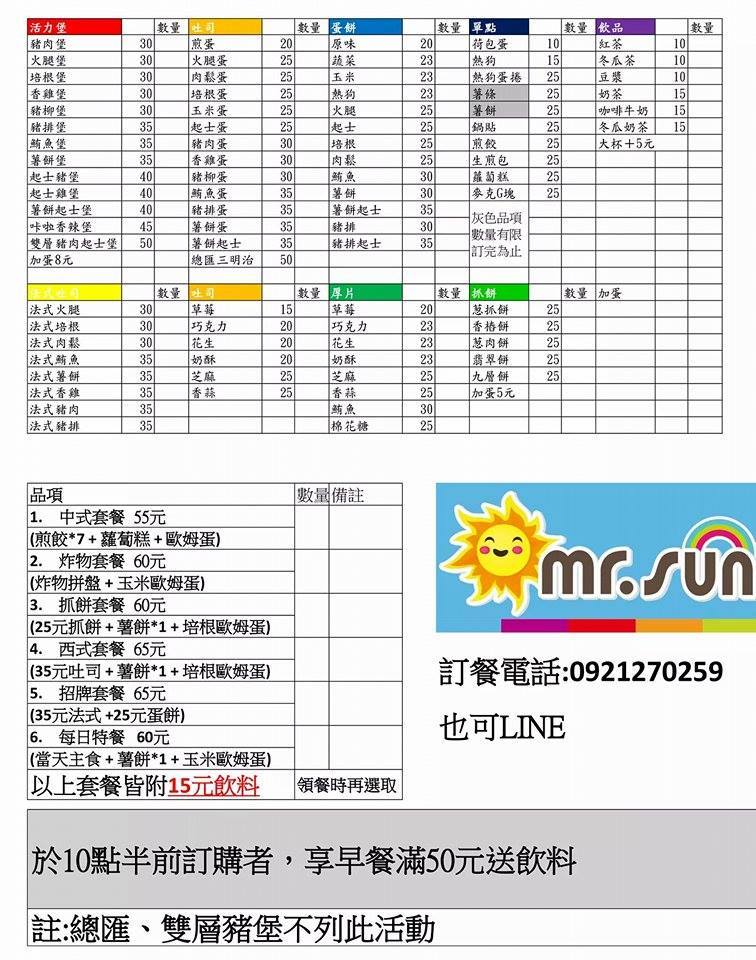 活力堡 數量 吐司 數量 蛋餅 數量 單點 數量 飲品 數量
豬肉堡 30 煎蛋 20 原味 20 荷包蛋 10 紅茶 10
火腿堡 30 火腿蛋 25 蔬菜 23 熱狗 15 冬瓜茶 10
培根堡 30 肉鬆蛋 25 玉米 23 熱狗蛋捲 25 豆漿 10
香雞堡 30 培根蛋 25 熱狗 23 薯條 25 奶茶 15
豬柳堡 30 玉米蛋 25 火腿 25 薯餅 25 咖啡牛奶 15
豬排堡 35 起士蛋 25 起士 25 鍋貼 25 冬瓜奶茶 15
鮪魚堡 35 豬肉蛋 30 培根 25 煎餃 25 大杯+5元
薯餅堡 35 香雞蛋 30 肉鬆 25 生煎包 25
起士豬堡 40 豬柳蛋 30 鮪魚 30 蘿蔔糕 25
起士雞堡 40 鮪魚蛋 35 薯餅 30 麥克G塊 25
薯餅起士堡 40 豬排蛋 35 薯餅起士 35
咔啦香辣堡 45 薯餅蛋 35 豬排 30
雙層豬肉起士堡 50 薯餅起士 35 豬排起士 35
加蛋8元 總匯三明治 50
灰色品項
數量有限
訂完為止
法式吐司 數量 吐司 數量 厚片 數量 抓餅 數量 加蛋
法式火腿 30 草莓 15 草莓 20 蔥抓餅 25
法式培根 30 巧克力 20 巧克力 23 香椿餅 25
法式肉鬆 30 花生 20 花生 23 蔥肉餅 25
法式鮪魚 35 奶酥 20 奶酥 23 翡翠餅 25
法式薯餅 35 芝麻 25 芝麻 25 九層餅 25
法式香雞 35 香蒜 25 香蒜 25 加蛋5元
法式豬肉 35 鮪魚 30
法式豬排 35 棉花糖 25
品項 數量 備註
1. 中式套餐 55元
(煎餃*7 + 蘿蔔糕 + 歐姆蛋)
2. 炸物套餐 60元
(炸物拼盤 + 玉米歐姆蛋)
3. 抓餅套餐 60元
(25元抓餅 + 薯餅*1 + 培根歐姆蛋)
4. 西式套餐 65元
(35元吐司 + 薯餅*1 + 培根歐姆蛋)
5. 招牌套餐 65元
(35元法式 +25元蛋餅)
6. 每日特餐 60元
(當天主食 + 薯餅*1 + 玉米歐姆蛋)
以上套餐皆附15元飲料 領餐時再選取
mr.sun
訂餐電話:0921270259
也可LINE
於10點半前訂購者，享早餐滿50元送飲料
註:總匯、雙層豬堡不列此活動